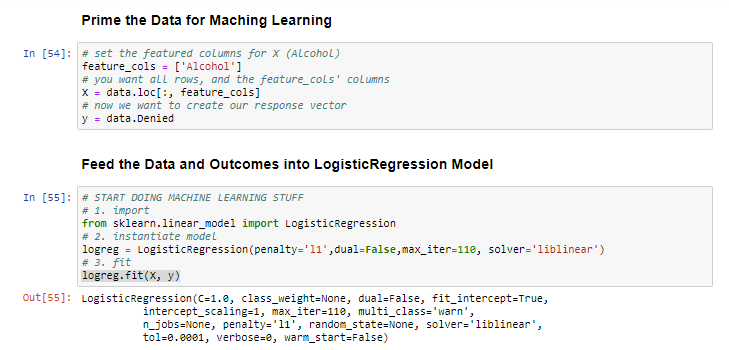 Prime the Data for Maching Learning
In [54]: # set the featured columns for X (Alcohol)
feature_cols = ['Alcohol']
# you want all rows, and the feature_cols' columns
X = data.loc[:, feature_cols]
# now we want to create our response vector
y = data.Denied
Feed the Data and Outcomes into LogisticRegression Model
In [55]: # START DOING MACHINE LEARNING STUFF
# 1. import
from sklearn.linear_model import LogisticRegression
# 2. instantiate model
logreg = LogisticRegression(penalty='l1',dual=False,max_iter=110, solver='liblinear')
# 3. fit
logreg.fit(X, y)
Out[55]: LogisticRegression(C=1.0, class_weight=None, dual=False, fit_intercept=True,
intercept_scaling=1, max_iter=110, multi_class='warn',
n_jobs=None, penalty='l1', random_state=None, solver='liblinear',
tol=0.0001, verbose=0, warm_start=False)